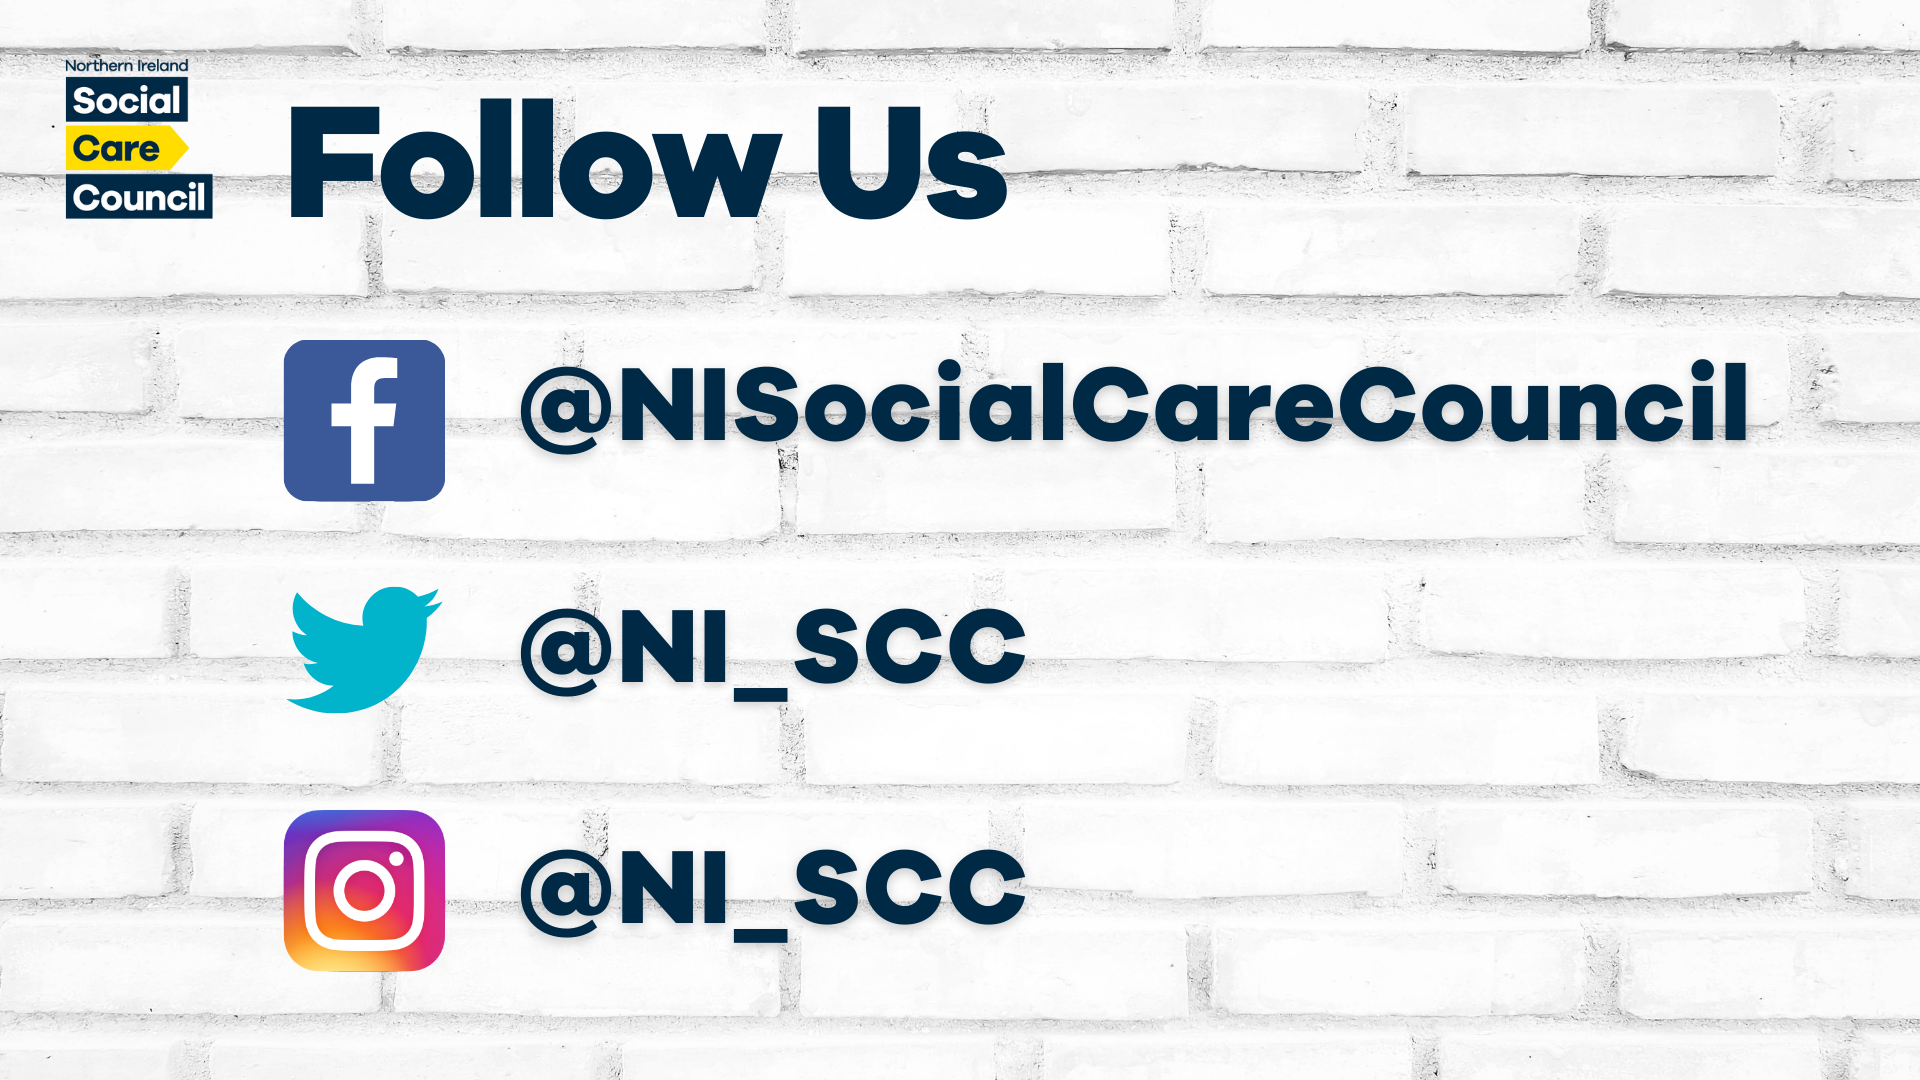 Northern Ireland
Social
Care
Council
Follow Us
@NISocialCareCouncil
@NI_SCC
@NI_SCC